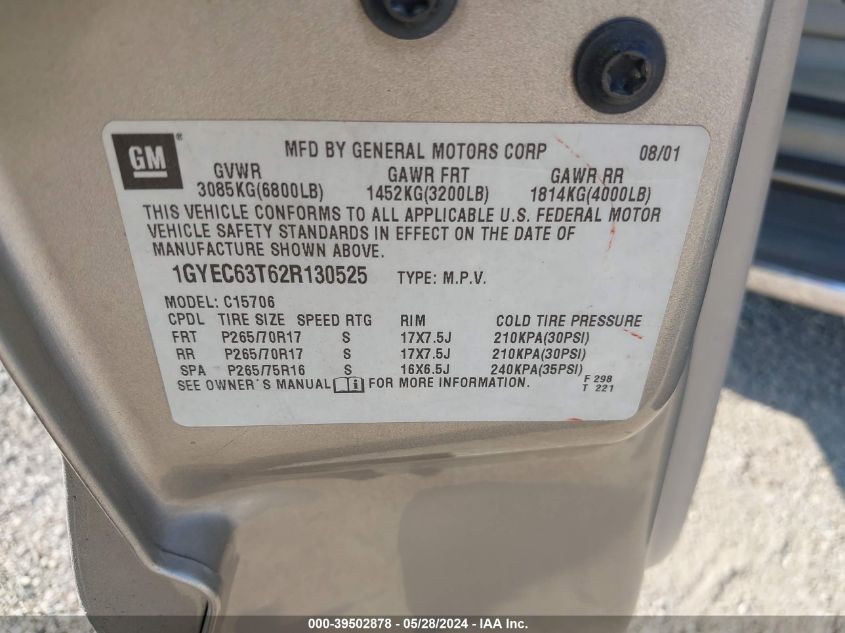 GM ® MFD BY GENERAL MOTORS CORP 08/01
GVWR GAWR FRT GAWR RR
3085KG(6800LB) 1452KG(3200LB) 1814KG(4000LB)
THIS VEHICLE CONFORMS TO ALL APPLICABLE U.S. FEDERAL MOTOR
VEHICLE SAFETY STANDARDS IN EFFECT ON THE DATE OF
MANUFACTURE SHOWN ABOVE.
1GYEC63T62R130525 TYPE: M.P.V.
MODEL: C15706
CPDL TIRE SIZE SPEED RTG RIM COLD TIRE PRESSURE
FRT P265/70R17 S 17X7.5J 210KPA(30PSI)
RR P265/70R17 S 17X7.5J 210KPA(30PSI)
SPA P265/75R16 S 16X6.5J 240KPA(35PSI)
SEE OWNER'S MANUAL i FOR MORE INFORMATION. F 298
T 221
000-39502878 - 05/28/2024 - IAA Inc.